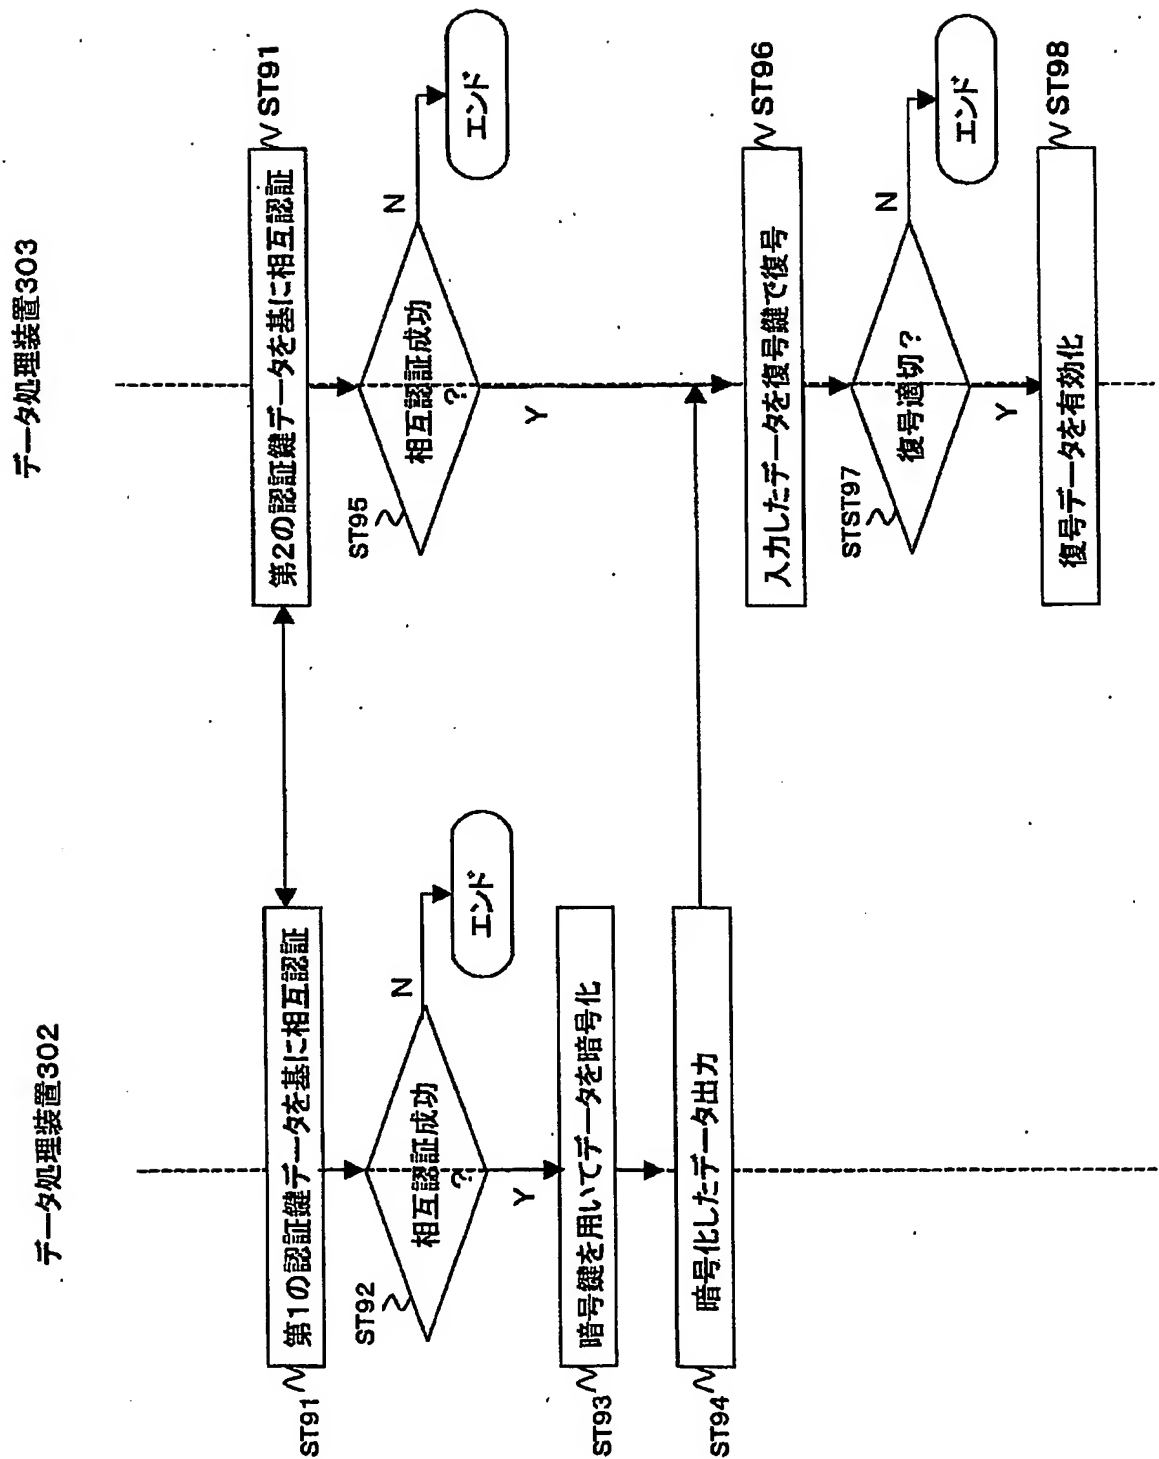 データ処理装置302
データ処理装置303
ST91
第1の認証鍵データを基に相互認証
第2の認証鍵データを基に相互認証
ST91
ST92
相互認証成功
?
N
エンド
Y
ST95
相互認証成功
?
N
エンド
Y
ST93
暗号鍵を用いてデータを暗号化
ST94
暗号化したデータ出力
入力したデータを復号鍵で復号
ST96
STST97
復号適切?
N
エンド
Y
復号データを有効化
ST98